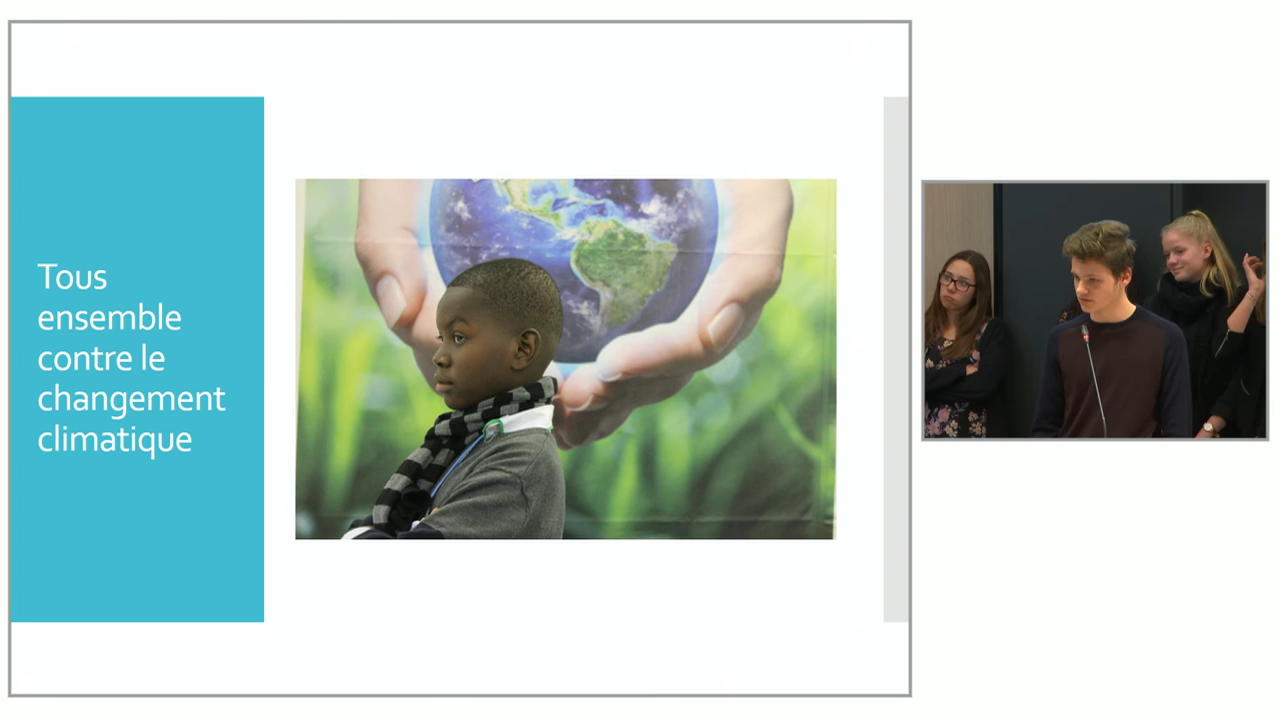 Tous
ensemble
contre le
changement
climatique